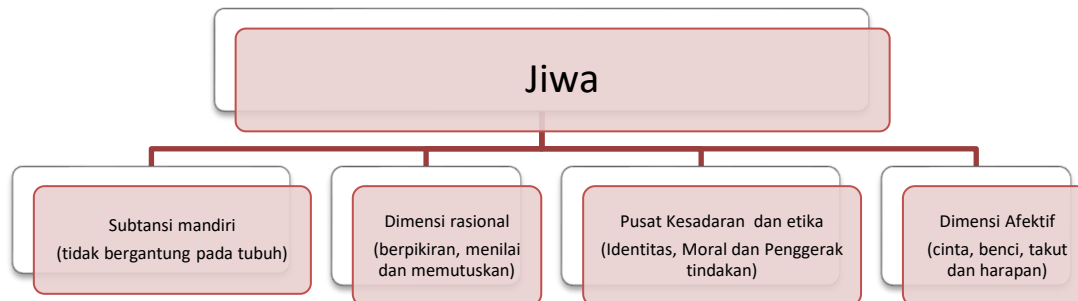 Jiwa
Subtansi mandiri
(tidak bergantung pada tubuh)
Dimensi rasional
(berpikiran, menilai
dan memutuskan)
Pusat Kesadaran dan etika
(Identitas, Moral dan Penggerak
tindakan)
Dimensi Afektif
(cinta, benci, takut
dan harapan)